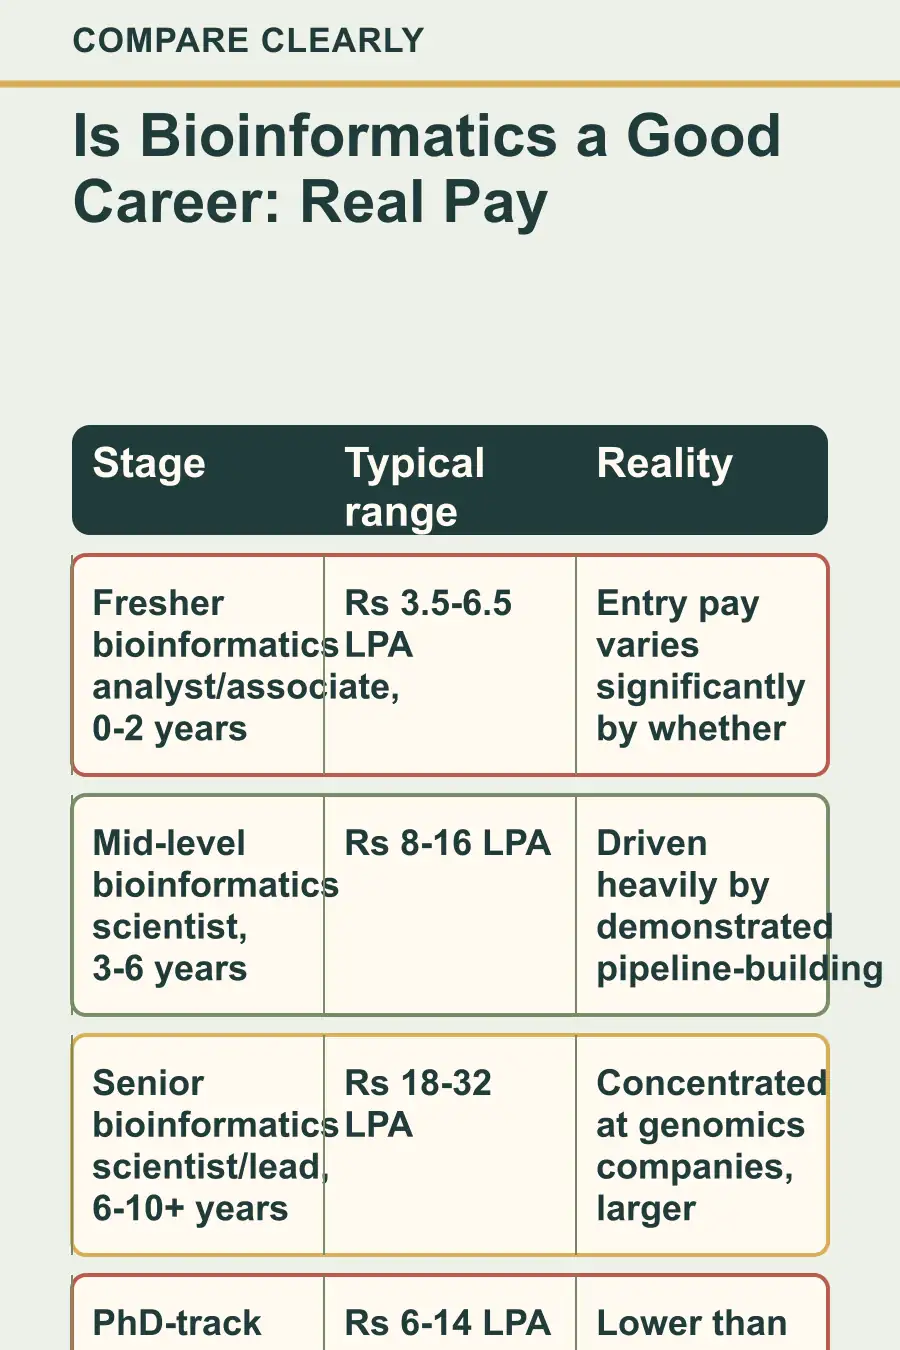 COMPARE CLEARLY
Is Bioinformatics a Good
Career: Real Pay
Stage
Typical
range
Reality
Fresher
bioinformatics
analyst/associate,
0-2 years
Rs 3.5-6.5
LPA
Entry pay
varies
significantly
by whether
Mid-level
bioinformatics
scientist,
3-6 years
Rs 8-16 LPA
Driven
heavily by
demonstrated
pipeline-building
Senior
bioinformatics
scientist/lead,
6-10+ years
Rs 18-32
LPA
Concentrated
at genomics
companies,
larger
PhD-track
Rs 6-14 LPA
Lower than